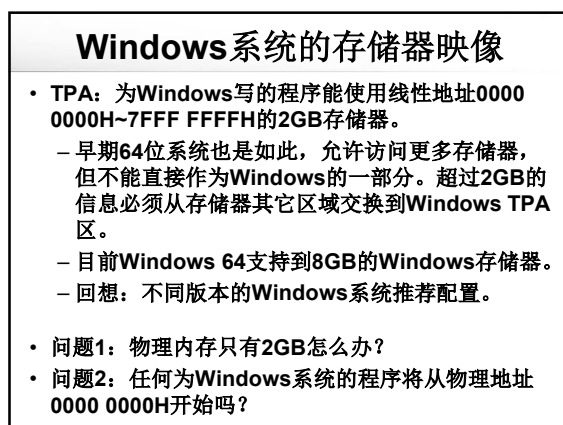 Windows系统的存储器映像
• TPA：为Windows写的程序能使用线性地址0000
0000H~7FFF FFFFH的2GB存储器。
– 早期64位系统也是如此，允许访问更多存储器，
但不能直接作为Windows的一部分。超过2GB的
信息必须从存储器其它区域交换到Windows TPA
区。
– 目前Windows 64支持到8GB的Windows存储器。
– 回想：不同版本的Windows系统推荐配置。
• 问题1：物理内存只有2GB怎么办？
• 问题2：任何为Windows系统的程序将从物理地址
0000 0000H开始吗？